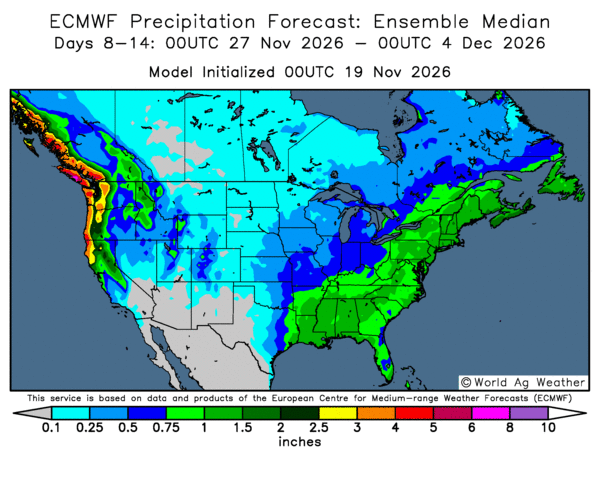 ECMWF Precipitation Forecast: Ensemble Median
Days 8-14: 00UTC 27 Nov 2026 - 00UTC 4 Dec 2026
Model Initialized 00UTC 19 Nov 2026
© World Ag Weather
This service is based on data and products of the European Centre for Medium-range Weather Forecasts (ECMWF)
0.1 0.25 0.5 0.75 1 1.5 2 2.5 3 4 5 6 8 10
inches